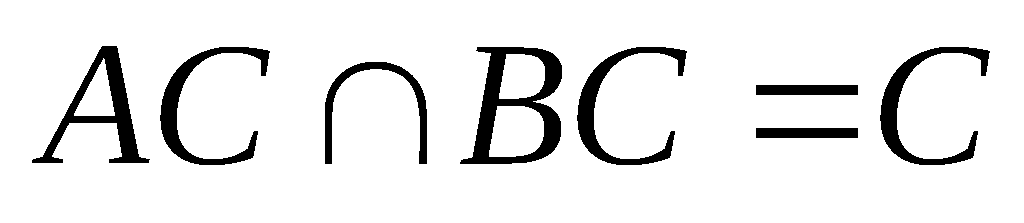 AC ∩ BC = C